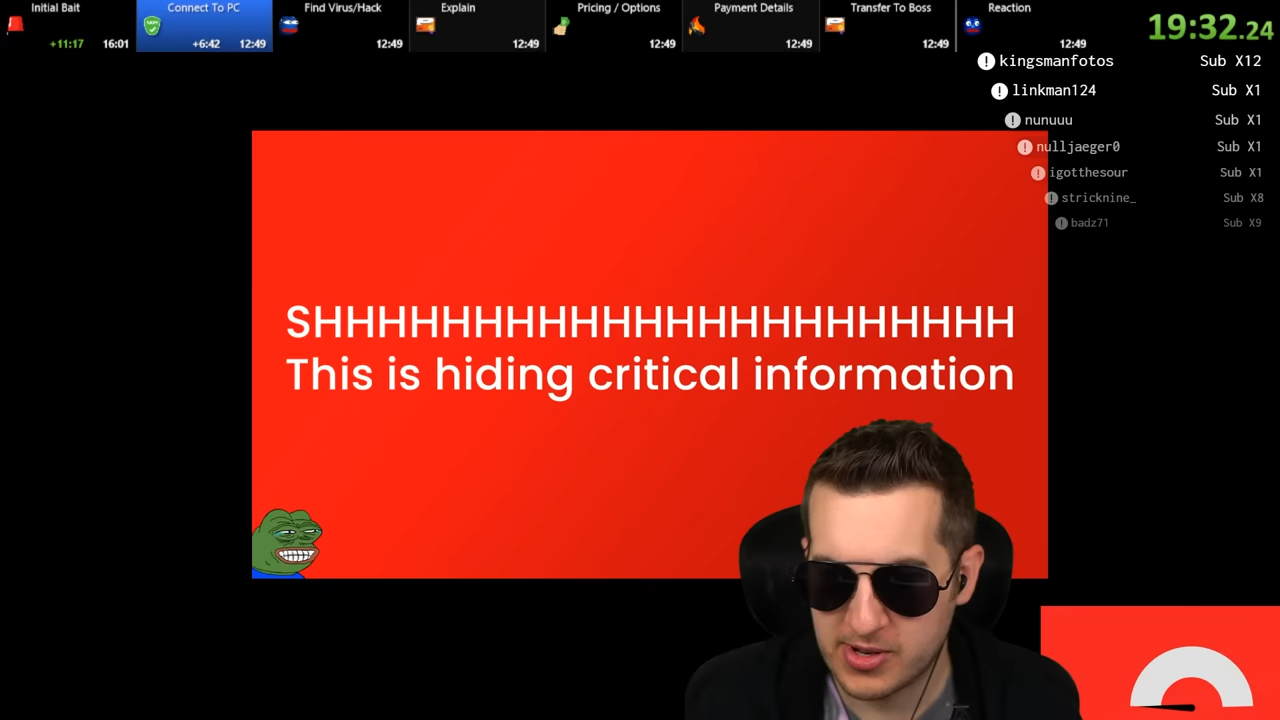 Initial Bait
+11:17 16:01
Connect To PC
+6:42 12:49
Find Virus/Hack
12:49
Explain
12:49
Pricing / Options
12:49
Payment Details
12:49
Transfer To Boss
12:49
Reaction
12:49
19:32.24
kingsmanfotos Sub X12
linkman124 Sub X1
nunuuu Sub X1
nulljaeger0 Sub X1
igotthesour Sub X1
stricknine_ Sub X8
badz71 Sub X9
SHHHHHHHHHHHHHHHHHHHHHH
This is hiding critical information